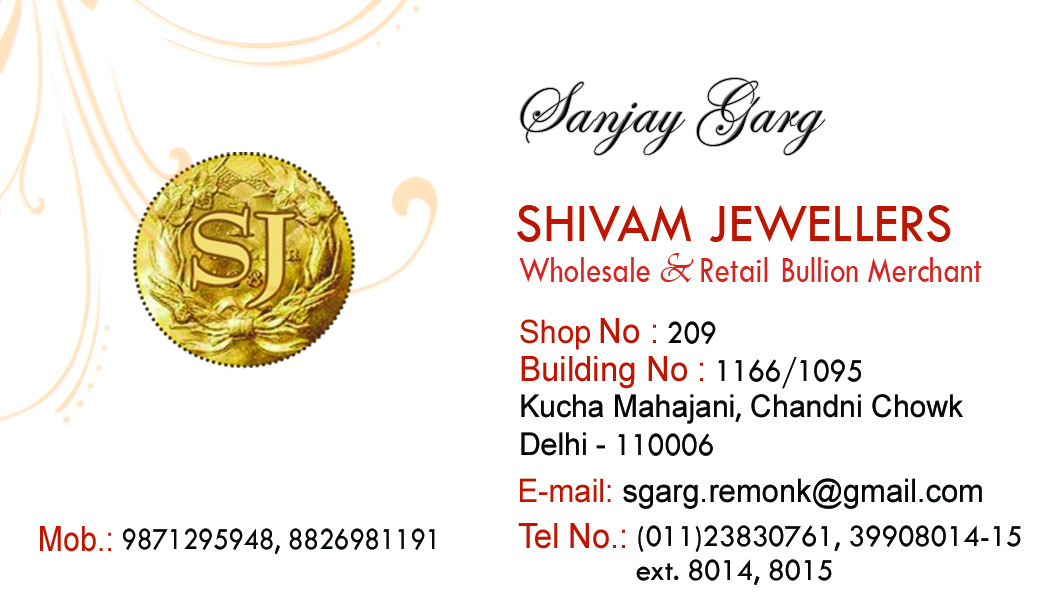 Sanjay Garg
SJ
&
SHIVAM JEWELLERS
Wholesale & Retail Bullion Merchant
Shop No : 209
Building No : 1166/1095
Kucha Mahajani, Chandni Chowk
Delhi - 110006
E-mail: sgarg.remonk@gmail.com
Mob.: 9871295948, 8826981191
Tel No.: (011)23830761, 39908014-15
ext. 8014, 8015